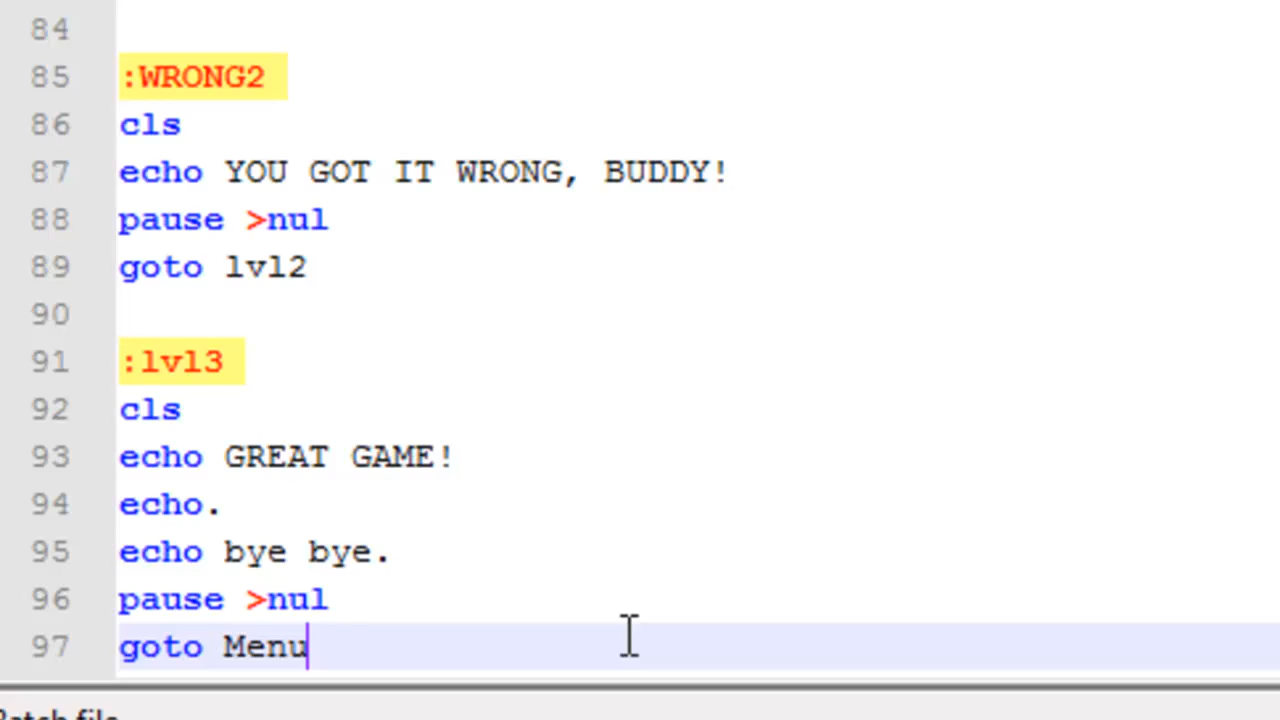 84
85 :WRONG2
86 cls
87 echo YOU GOT IT WRONG, BUDDY!
88 pause >nul
89 goto lvl2
90
91 :lvl3
92 cls
93 echo GREAT GAME!
94 echo.
95 echo bye bye.
96 pause >nul
97 goto Menu
Batch file